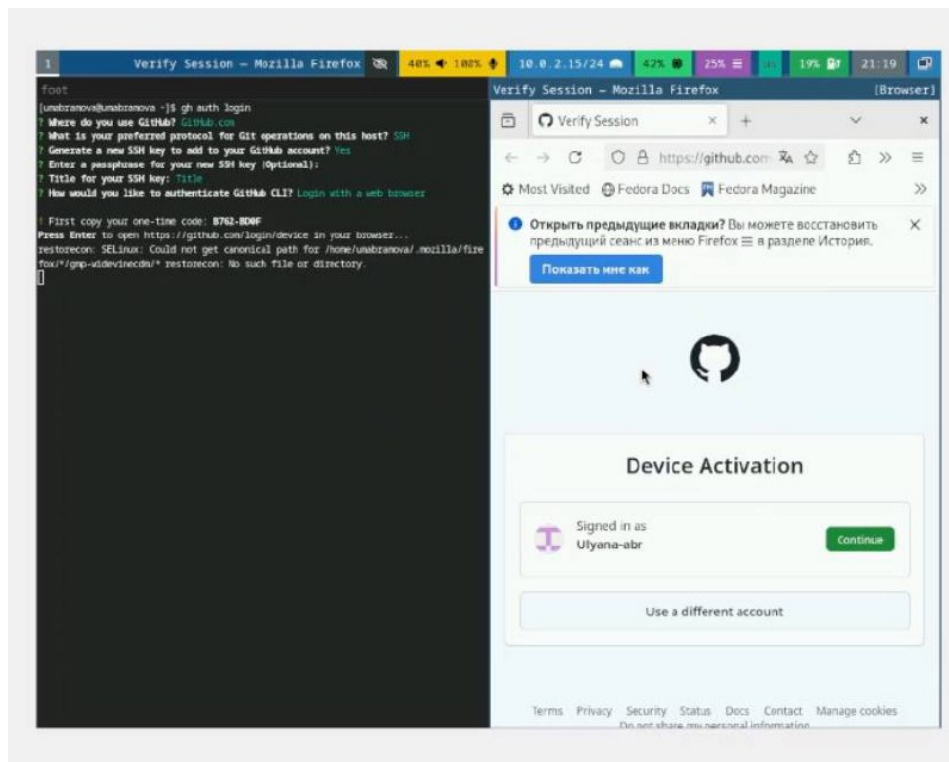 1 Verify Session — Mozilla Firefox 40% 100% 10.0.2.15/24 42% 25% 19% 21:19
foot
[unabramova@unabramova ~]$ gh auth login
? Where do you use GitHub? GitHub.com
? What is your preferred protocol for Git operations on this host? SSH
? Generate a new SSH key to add to your GitHub account? Yes
? Enter a passphrase for your new SSH key (Optional):
? Title for your SSH key: Title
? How would you like to authenticate GitHub CLI? Login with a web browser
! First copy your one-time code: B762-BD0F
Press Enter to open https://github.com/login/device in your browser...
restorecon: SELinux: Could not get canonical path for /home/unabramova/.mozilla/fire
fox/*/gmp-widevinecdm/* restorecon: No such file or directory.
Verify Session — Mozilla Firefox [Browser]
Verify Session
https://github.com
Most Visited Fedora Docs Fedora Magazine
Открыть предыдущие вкладки? Вы можете восстановить
предыдущий сеанс из меню Firefox ☰ в разделе История.
Показать мне как
Device Activation
Signed in as
Ulyana-abr
Continue
Use a different account
Terms Privacy Security Status Docs Contact Manage cookies
Do not share my personal information